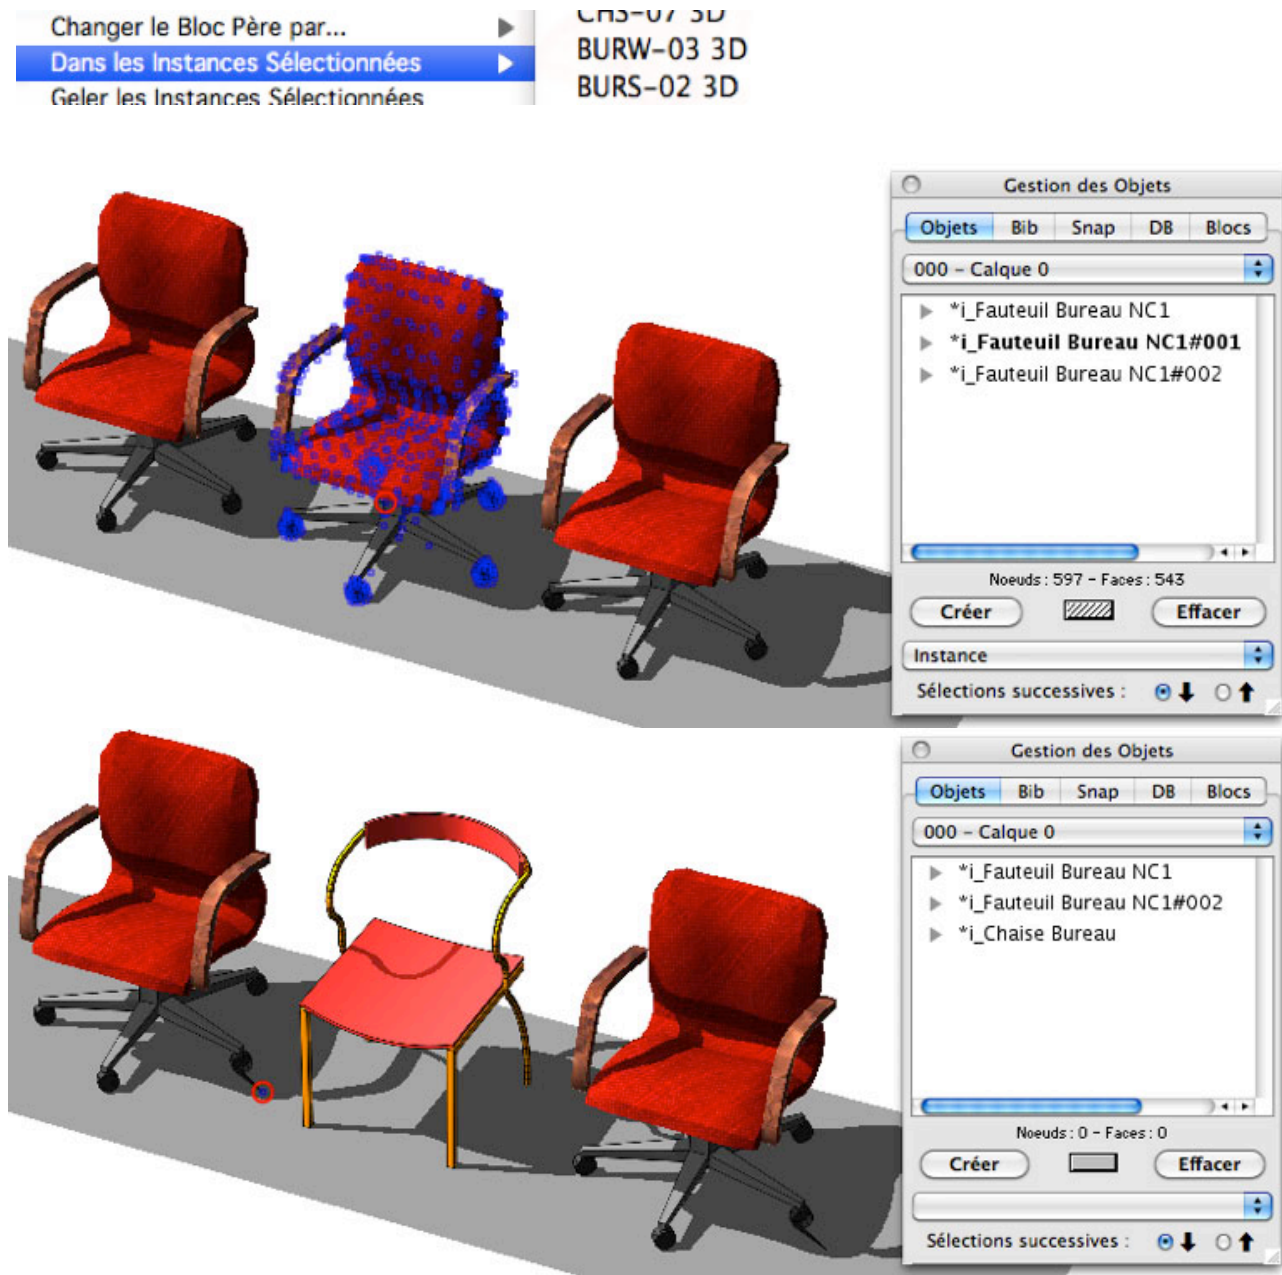 Changer le Bloc Père par...
Dans les Instances Sélectionnées
Geler les Instances Sélectionnées
CHS-07 3D
BURW-03 3D
BURS-02 3D
Gestion des Objets
Objets Bib Snap DB Blocs
000 - Calque 0
*i_Fauteuil Bureau NC1
*i_Fauteuil Bureau NC1#001
*i_Fauteuil Bureau NC1#002
Noeuds : 597 - Faces : 543
Créer Effacer
Instance
Sélections successives :
Gestion des Objets
Objets Bib Snap DB Blocs
000 - Calque 0
*i_Fauteuil Bureau NC1
*i_Fauteuil Bureau NC1#002
*i_Chaise Bureau
Noeuds : 0 - Faces : 0
Créer Effacer
Sélections successives :